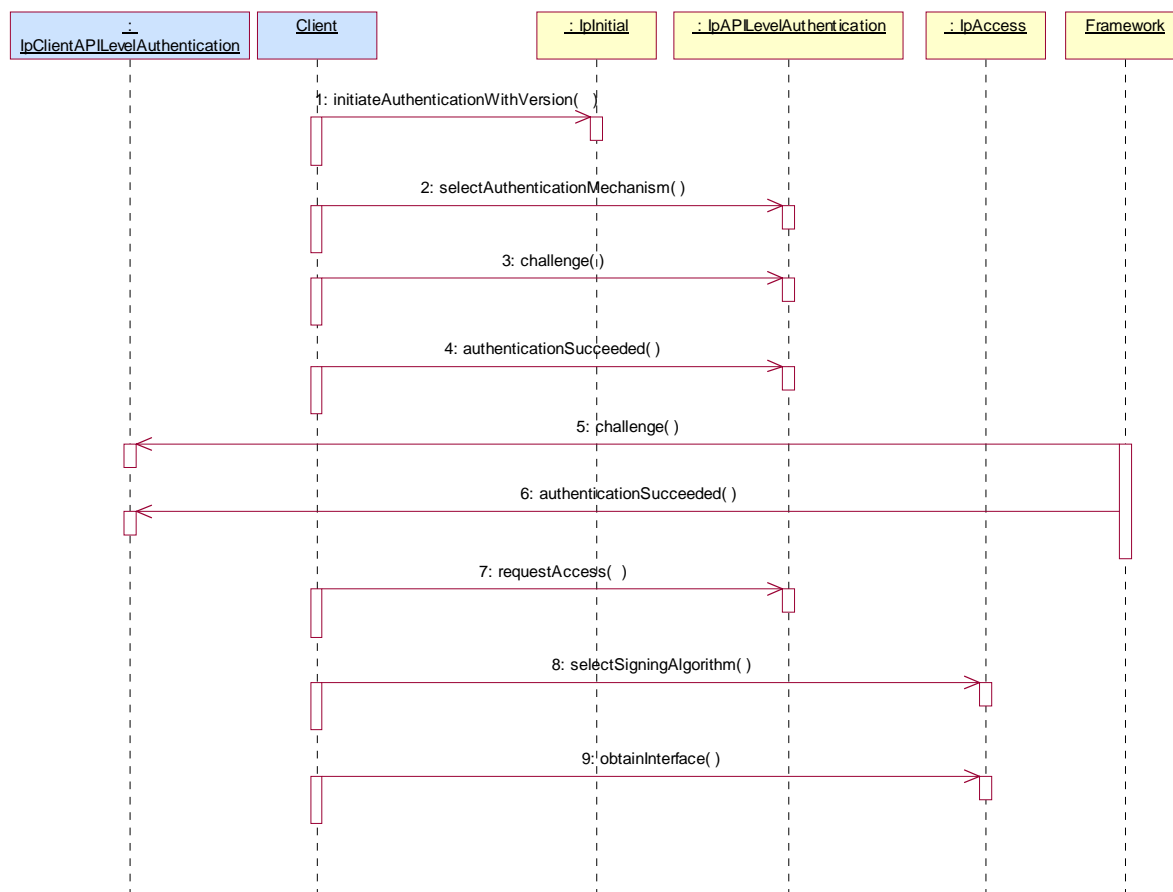 :
IpClientAPILevelAuthentication
Client
: IpInitial
: IpAPILevelAuthentication
: IpAccess
Framework
1: initiateAuthenticationWithVersion( )
2: selectAuthenticationMechanism( )
3: challenge( )
4: authenticationSucceeded( )
5: challenge( )
6: authenticationSucceeded( )
7: requestAccess( )
8: selectSigningAlgorithm( )
9: obtainInterface( )